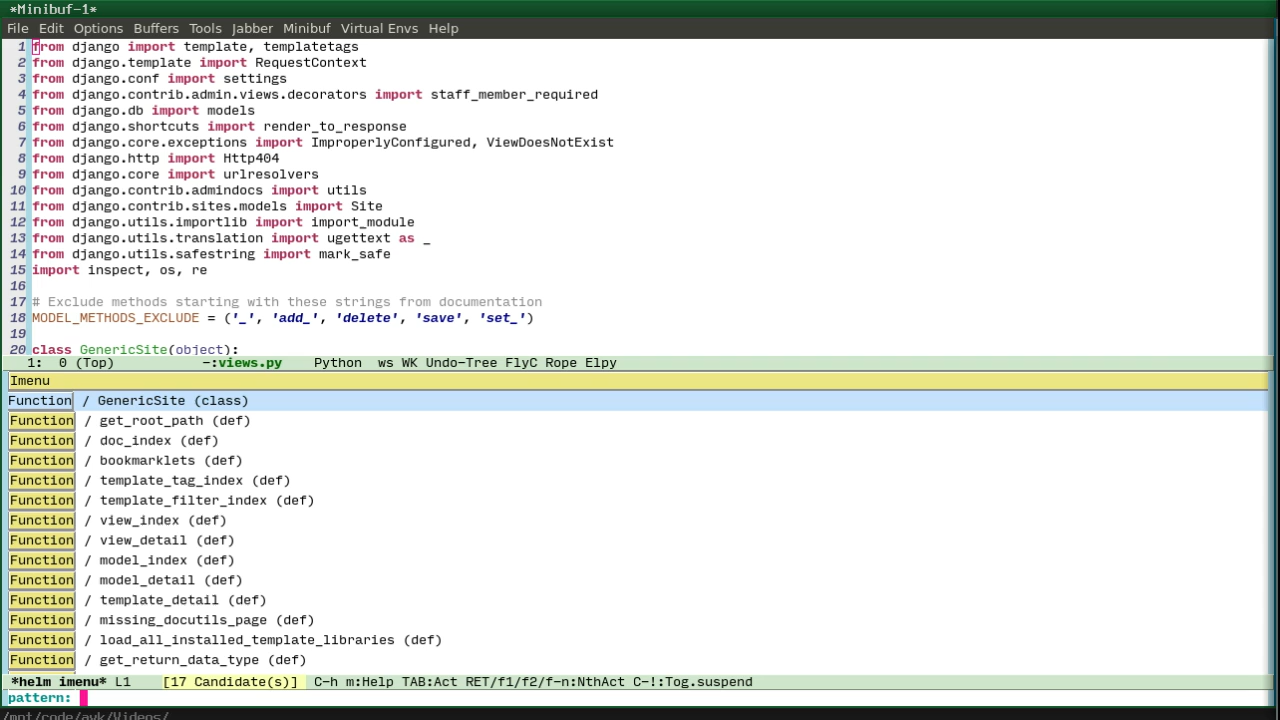 *Minibuf-1*
File Edit Options Buffers Tools Jabber Minibuf Virtual Envs Help
1 from django import template, templatetags
2 from django.template import RequestContext
3 from django.conf import settings
4 from django.contrib.admin.views.decorators import staff_member_required
5 from django.db import models
6 from django.shortcuts import render_to_response
7 from django.core.exceptions import ImproperlyConfigured, ViewDoesNotExist
8 from django.http import Http404
9 from django.core import urlresolvers
10 from django.contrib.admindocs import utils
11 from django.contrib.sites.models import Site
12 from django.utils.importlib import import_module
13 from django.utils.translation import ugettext as _
14 from django.utils.safestring import mark_safe
15 import inspect, os, re
16
17 # Exclude methods starting with these strings from documentation
18 MODEL_METHODS_EXCLUDE = ('_', 'add_', 'delete', 'save', 'set_')
19
20 class GenericSite(object):
1: 0 (Top) -:views.py Python ws WK Undo-Tree FlyC Rope Elpy
Imenu
Function / GenericSite (class)
Function / get_root_path (def)
Function / doc_index (def)
Function / bookmarklets (def)
Function / template_tag_index (def)
Function / template_filter_index (def)
Function / view_index (def)
Function / view_detail (def)
Function / model_index (def)
Function / model_detail (def)
Function / template_detail (def)
Function / missing_docutils_page (def)
Function / load_all_installed_template_libraries (def)
Function / get_return_data_type (def)
*helm imenu* L1 [17 Candidate(s)] C-h m:Help TAB:Act RET/f1/f2/f-n:NthAct C-!:Tog.suspend
pattern:
/mnt/code/avk/Videos/